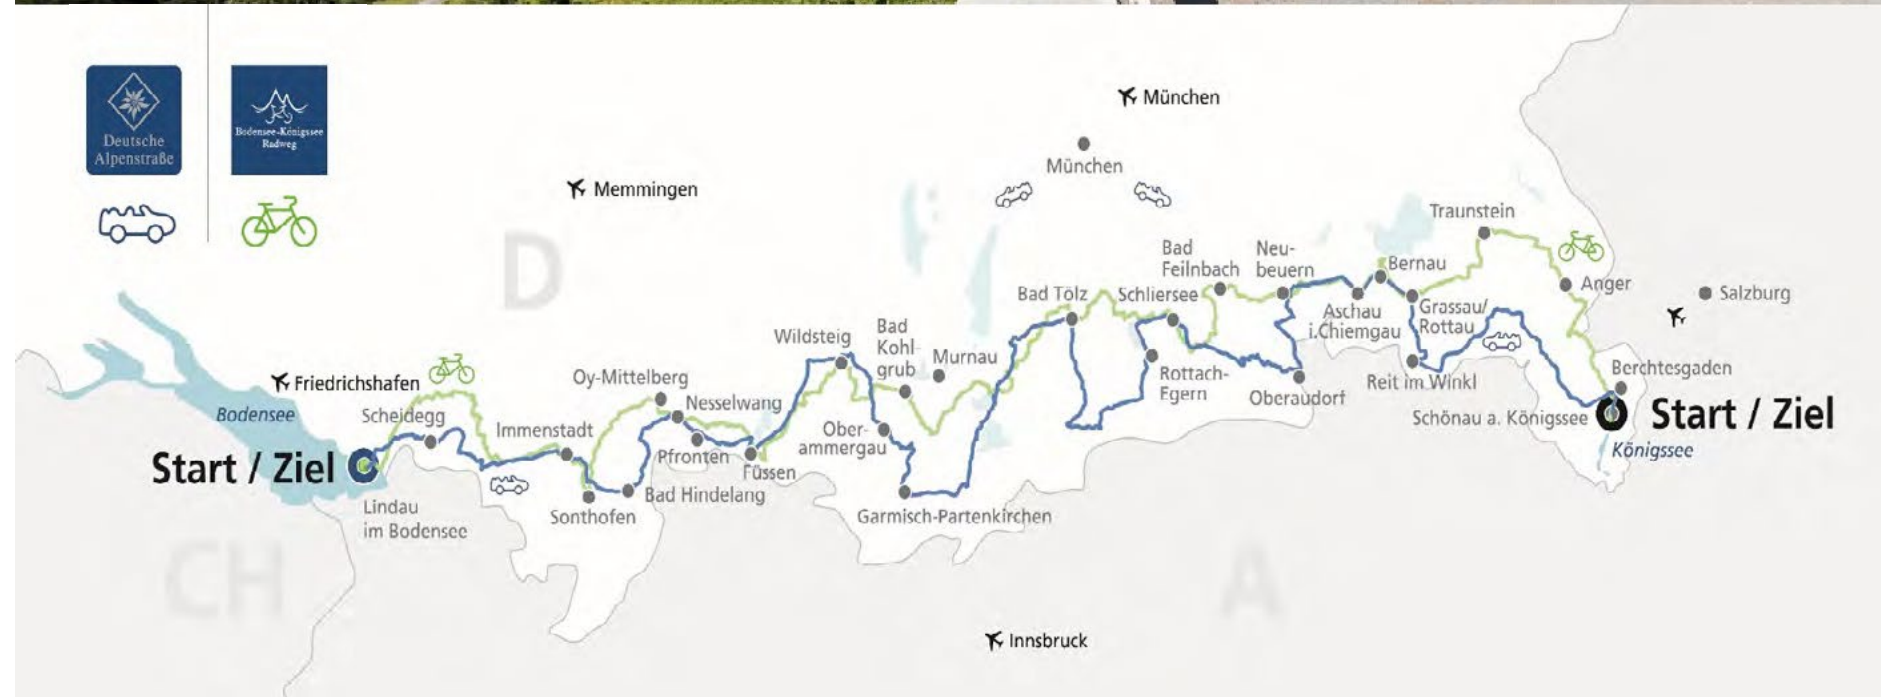 Deutsche
Alpenstraße
Bodensee-Königssee
Radweg
München
München
Memmingen
D
Traunstein
Bad
Feilnbach
Neu-
beuern
Bernau
Anger
Salzburg
Bad Tölz
Schliersee
Aschau
i.Chiemgau
Grassau/
Rottau
Wildsteig
Bad
Kohl-
grub
Murnau
Friedrichshafen
Oy-Mittelberg
Nesselwang
Rottach-
Egern
Oberaudorf
Reit im Winkl
Berchtesgaden
Bodensee
Scheidegg
Immenstadt
Ober-
ammergau
Schönau a. Königssee
Start / Ziel
Königssee
Start / Ziel
Pfronten
Füssen
Lindau
im Bodensee
Sonthofen
Bad Hindelang
Garmisch-Partenkirchen
CH
A
Innsbruck